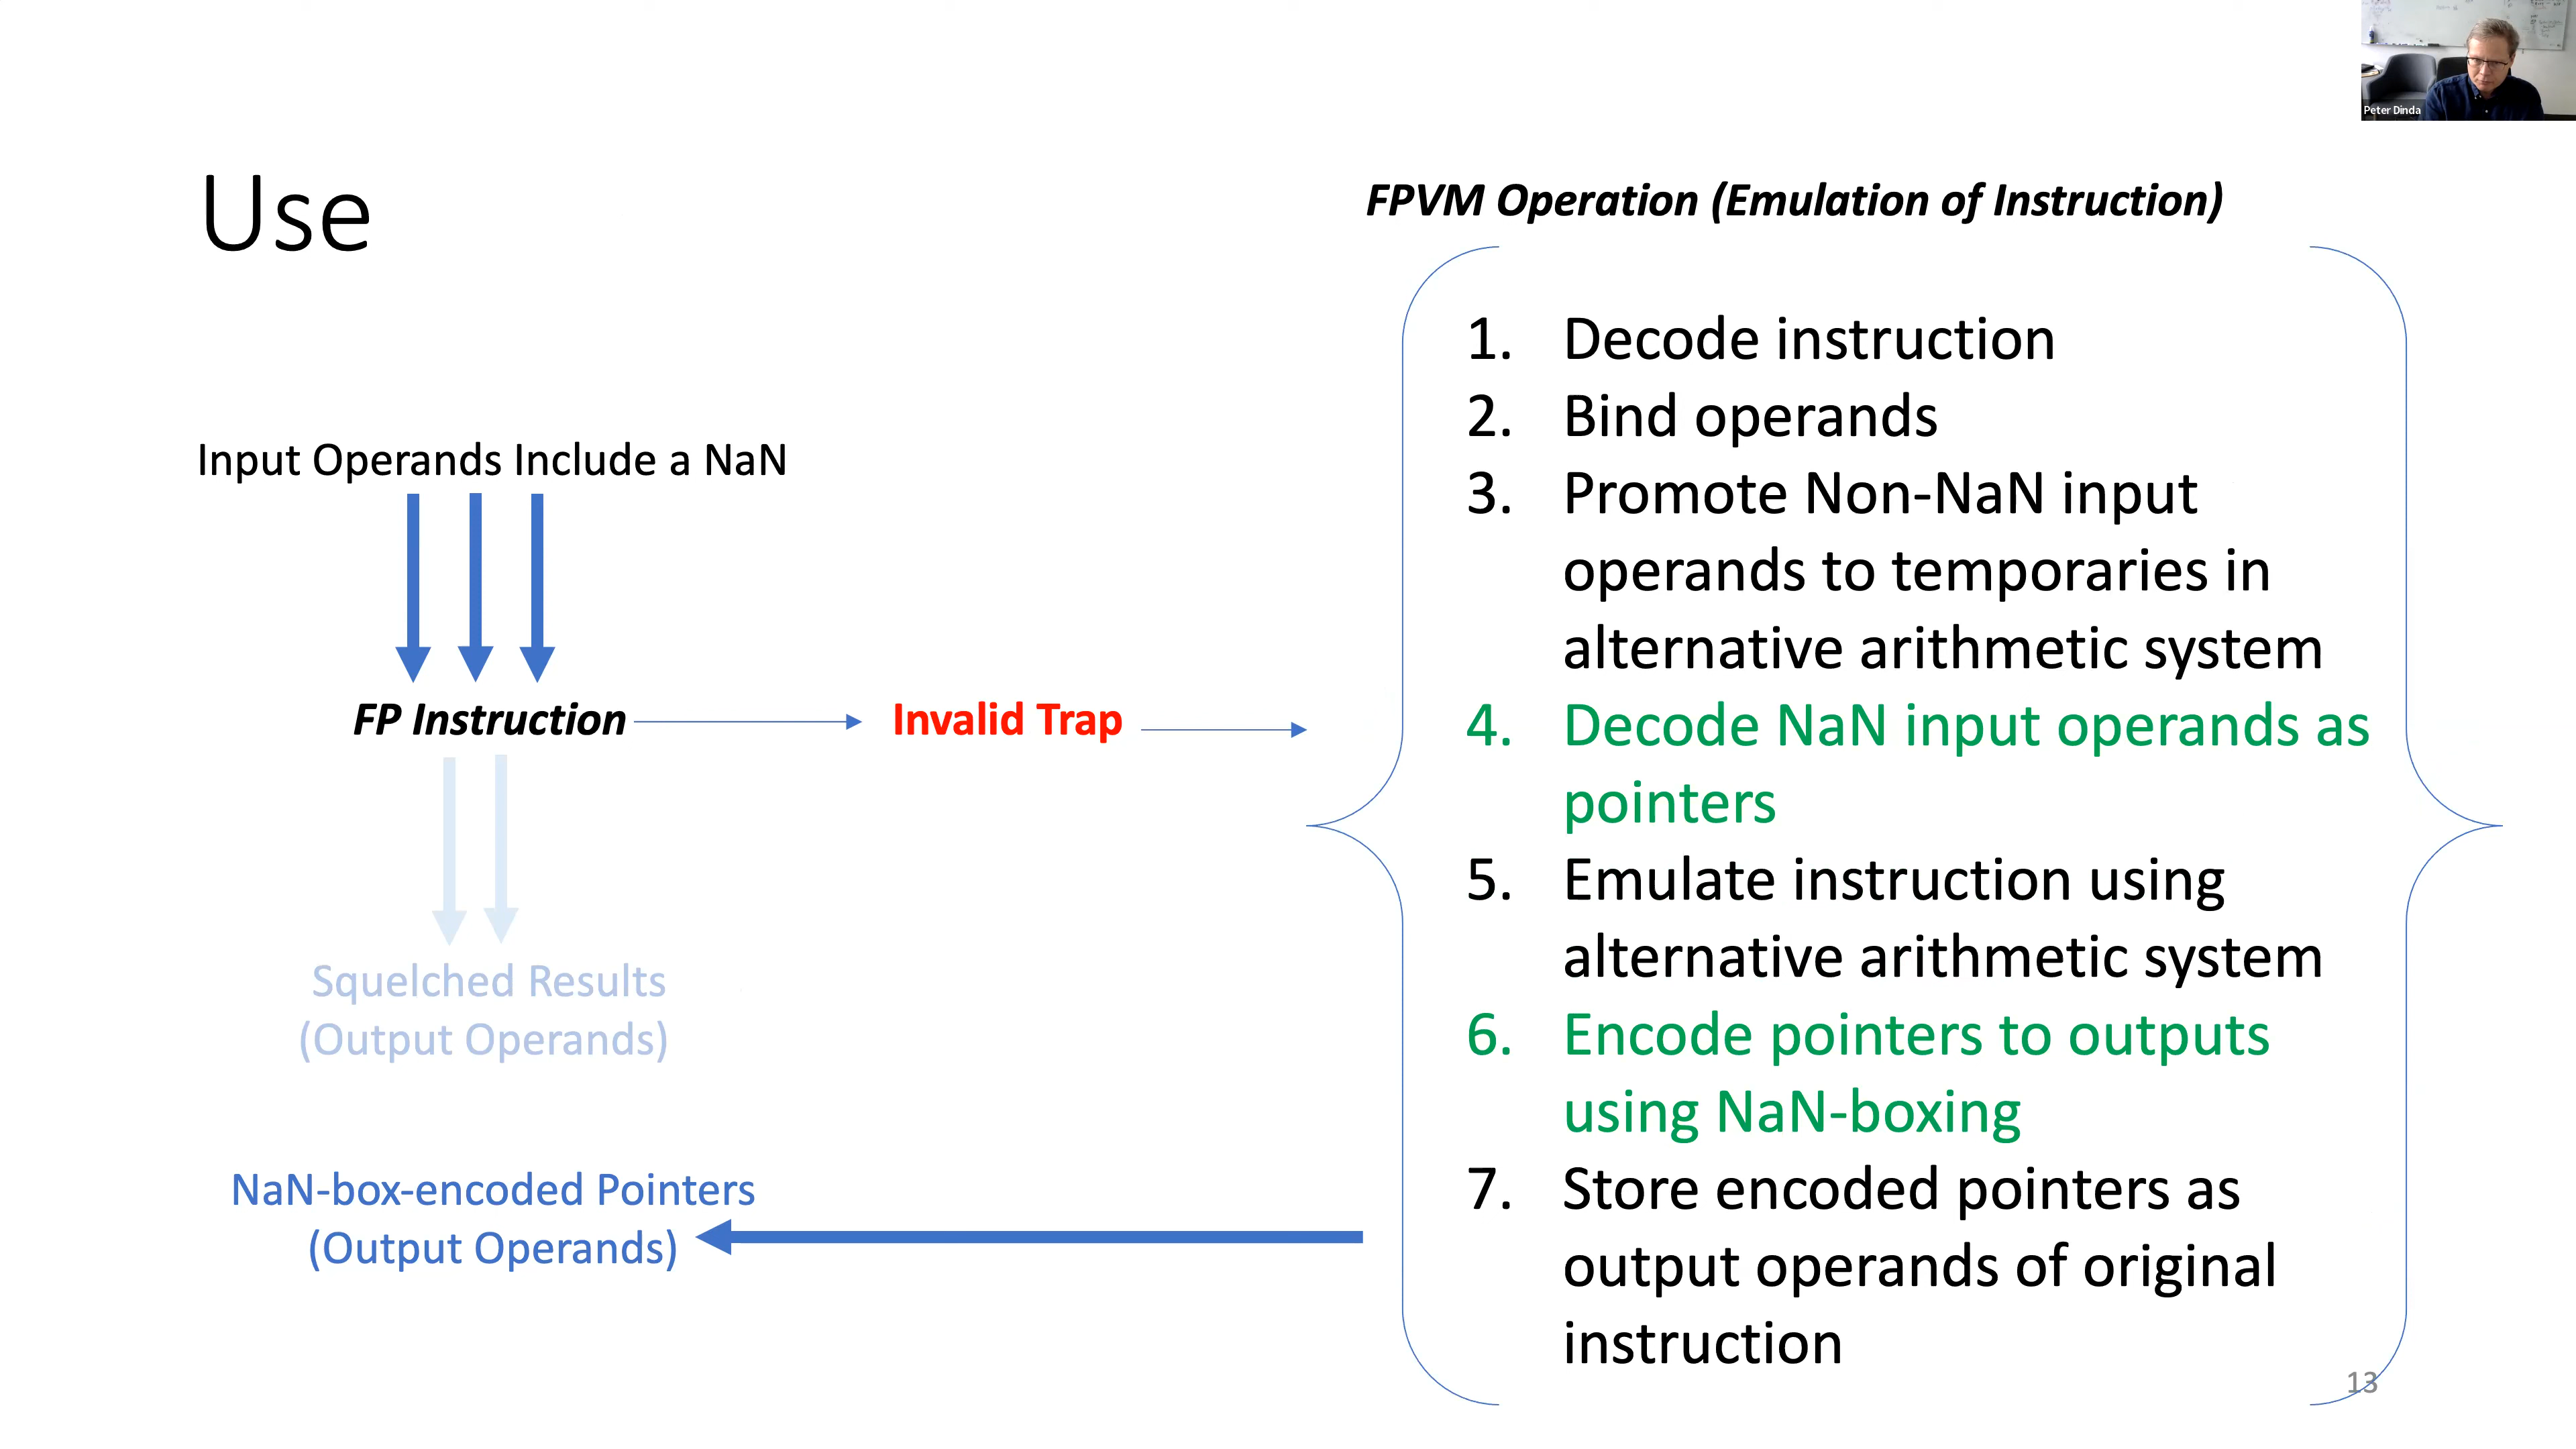 Peter Dinda
Use
FPVM Operation (Emulation of Instruction)
Input Operands Include a NaN
FP Instruction
Invalid Trap
Squelched Results
(Output Operands)
NaN-box-encoded Pointers
(Output Operands)
1. Decode instruction
2. Bind operands
3. Promote Non-NaN input
operands to temporaries in
alternative arithmetic system
4. Decode NaN input operands as
pointers
5. Emulate instruction using
alternative arithmetic system
6. Encode pointers to outputs
using NaN-boxing
7. Store encoded pointers as
output operands of original
instruction
13